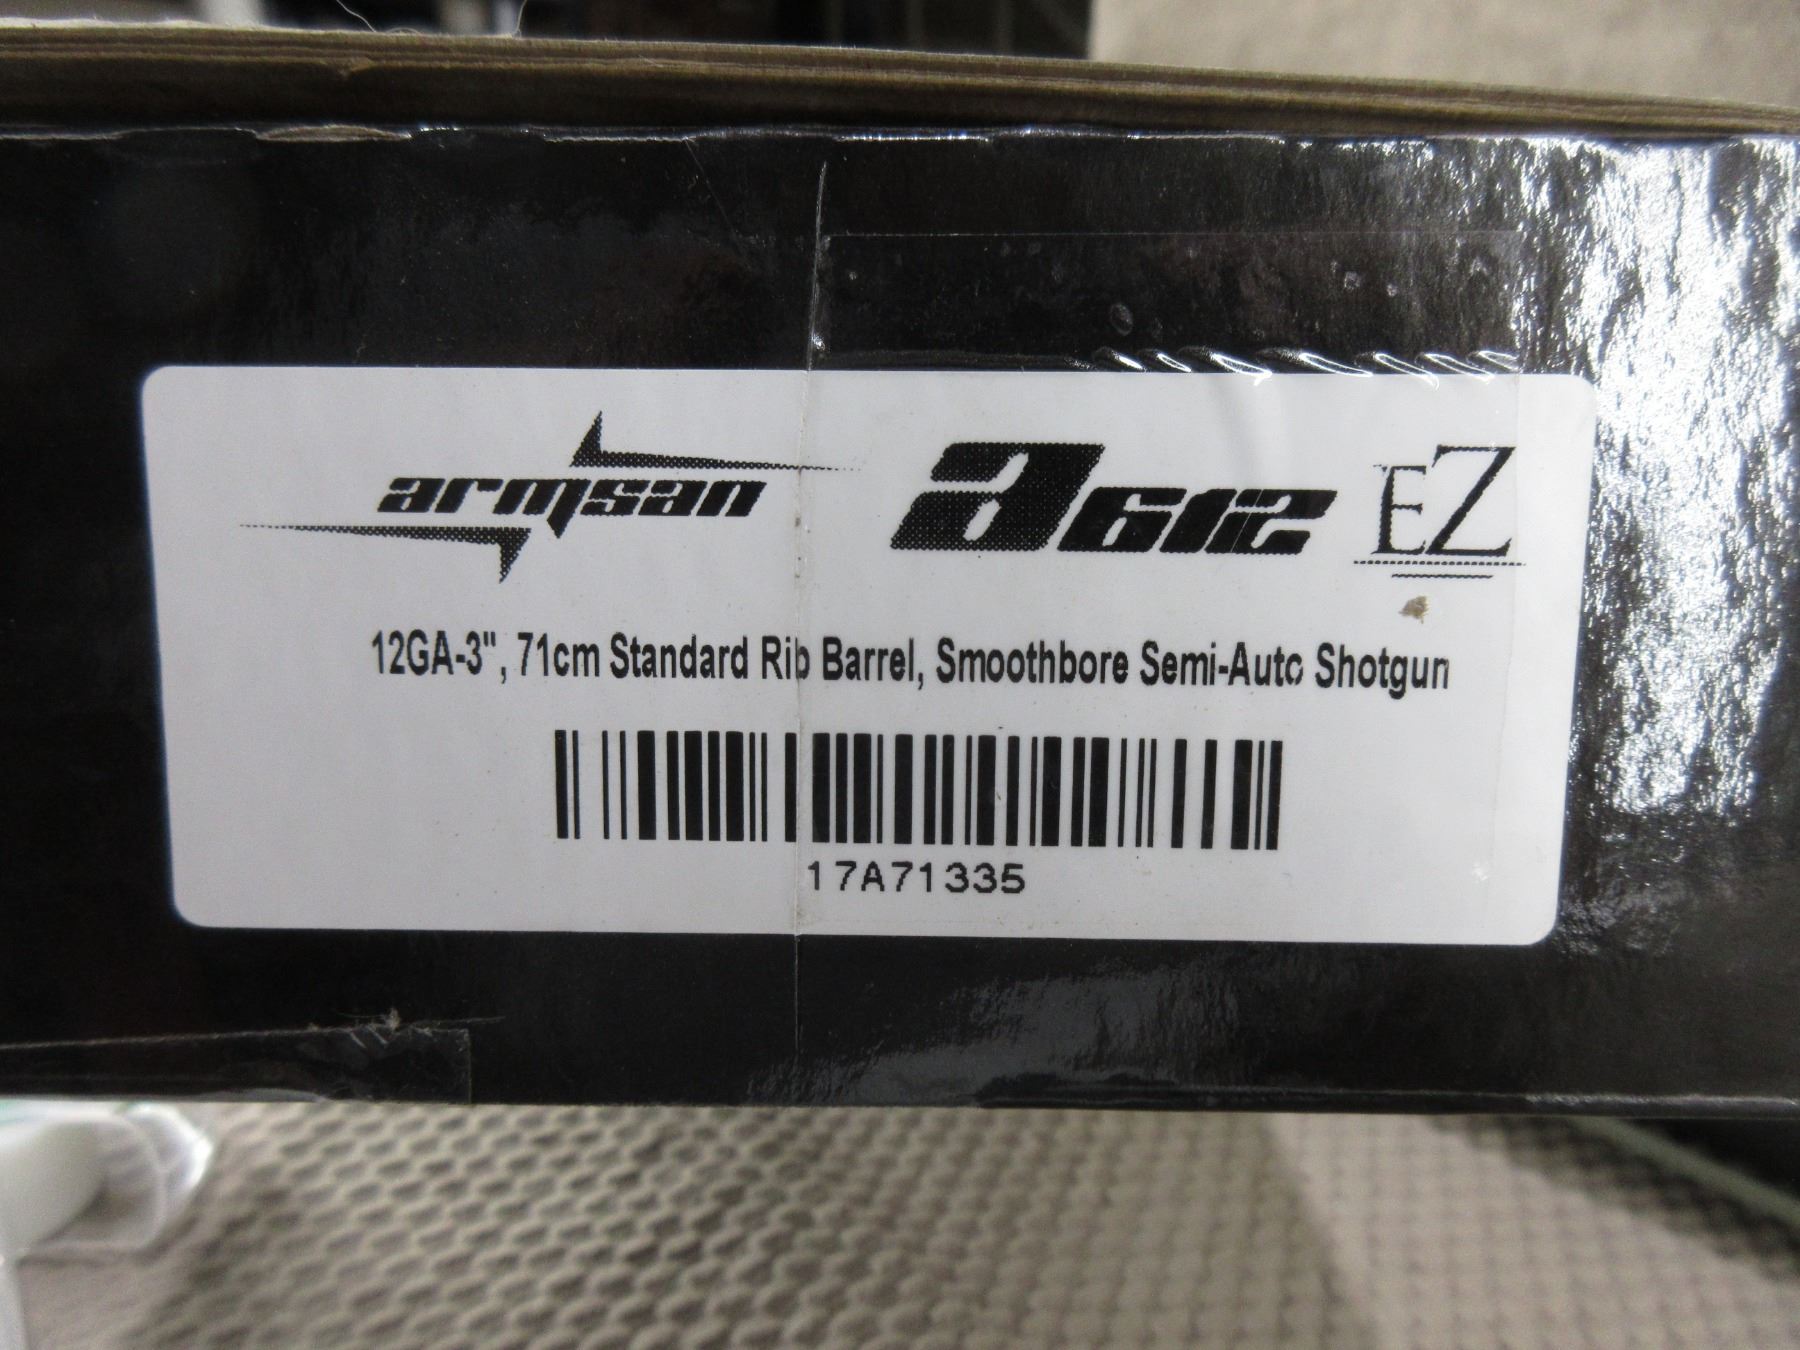 armsan a612 EZ
12GA-3", 71cm Standard Rib Barrel, Smoothbore Semi-Auto Shotgun
17A71335